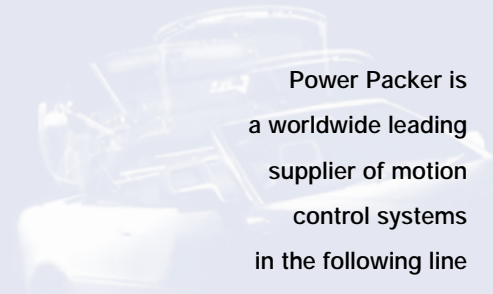 Power Packer is
a worldwide leading
supplier of motion
control systems
in the following line